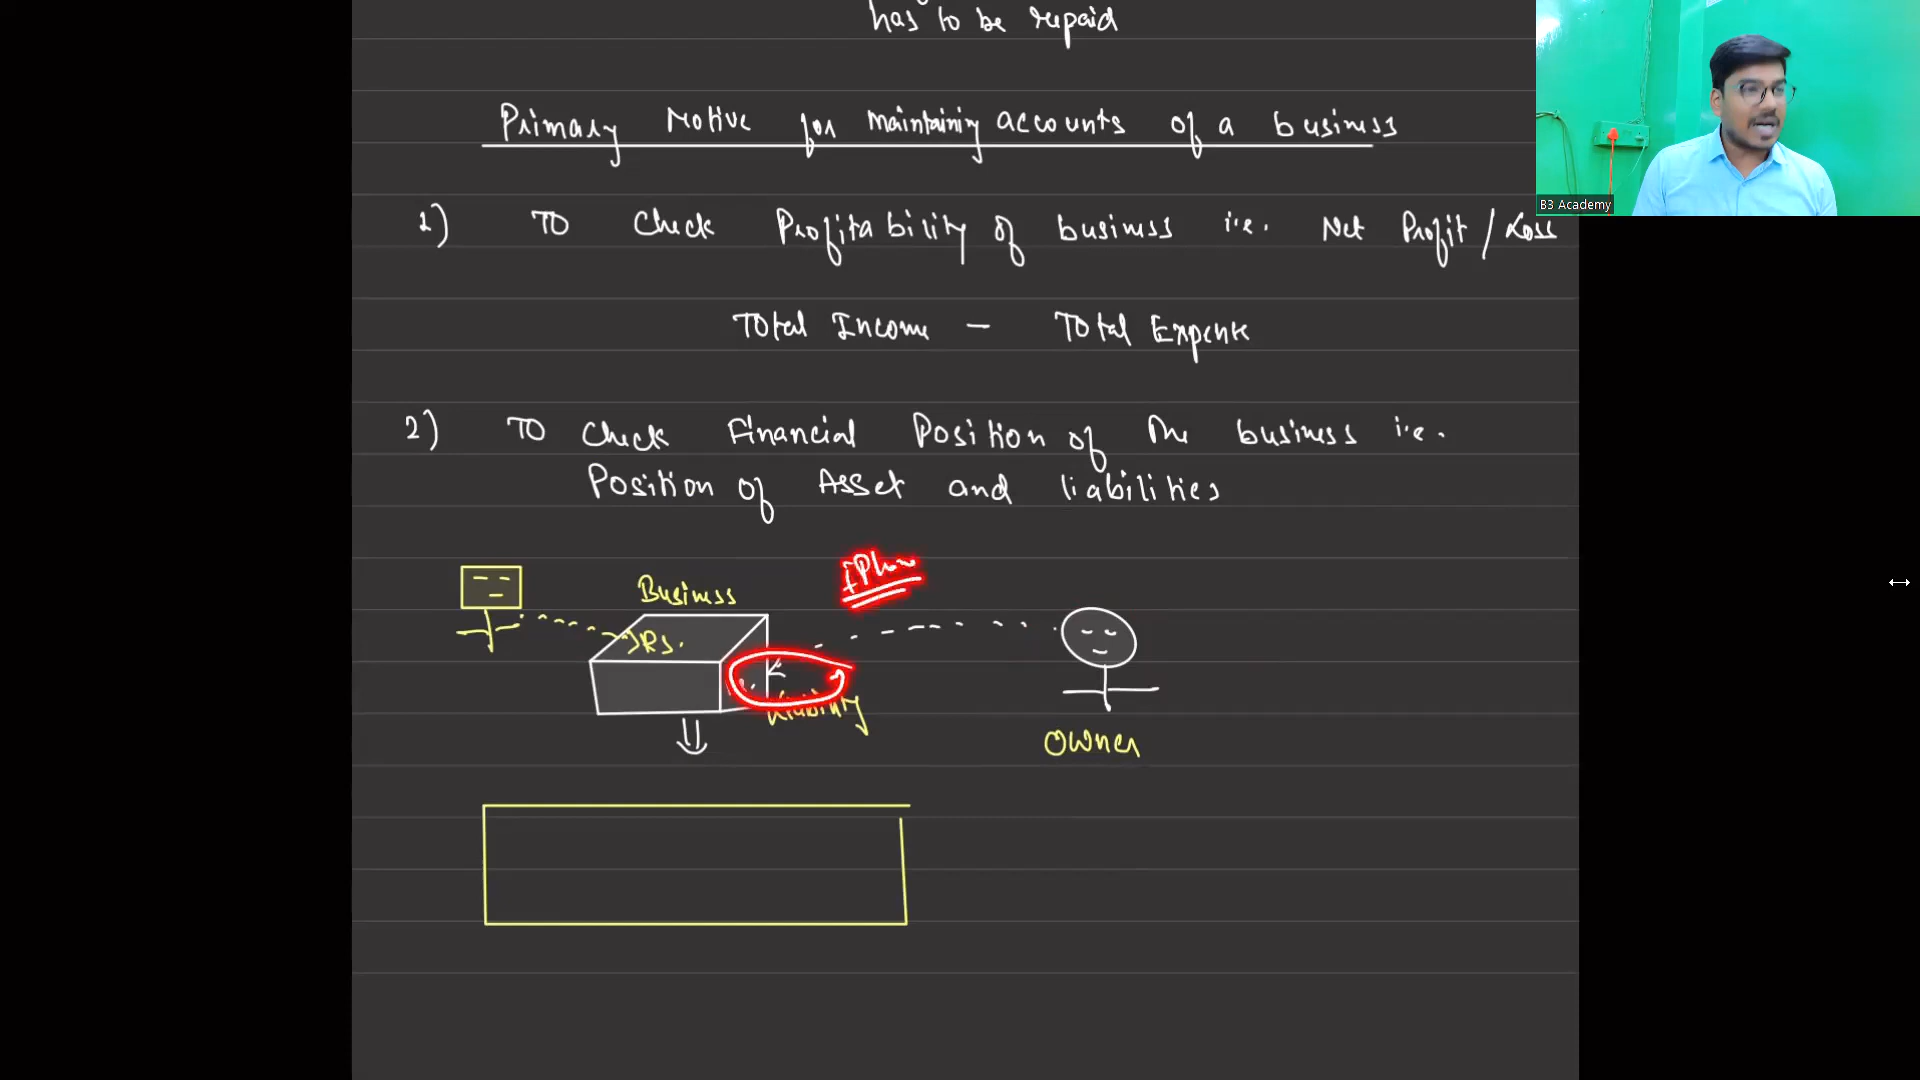 has to be repaid
Primary Motive for maintaining accounts of a business
B3 Academy
1) TO Check Profitability of business i.e. Net Profit / Loss
Total Income - Total Expense
2) TO Check Financial Position of the business i.e.
Position of Asset and liabilities
iPhone
Business
Rs.
Liability
Owner